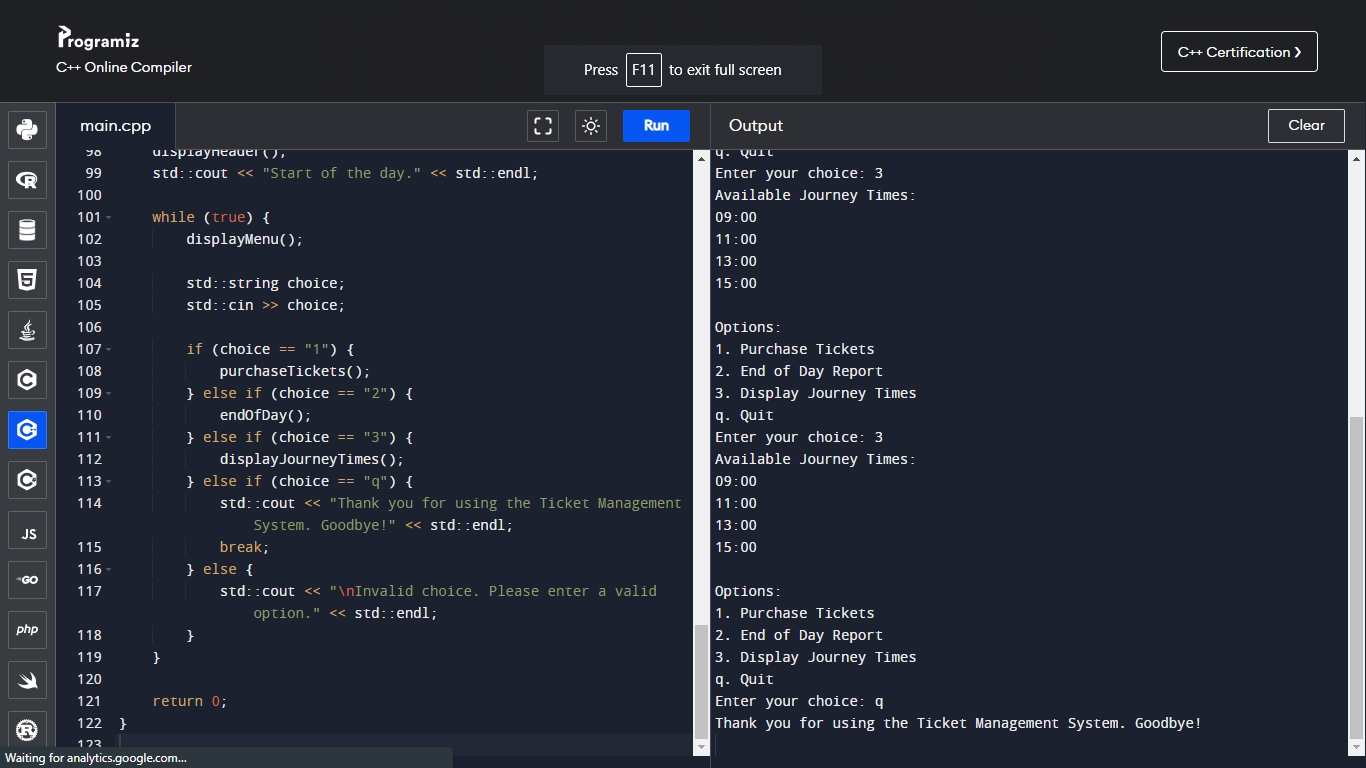 Programiz
C++ Online Compiler
Press F11 to exit full screen
C++ Certification ❯
main.cpp
Run
98 displayHeader();
99 std::cout << "Start of the day." << std::endl;
100
101 while (true) {
102 displayMenu();
103
104 std::string choice;
105 std::cin >> choice;
106
107 if (choice == "1") {
108 purchaseTickets();
109 } else if (choice == "2") {
110 endOfDay();
111 } else if (choice == "3") {
112 displayJourneyTimes();
113 } else if (choice == "q") {
114 std::cout << "Thank you for using the Ticket Management
System. Goodbye!" << std::endl;
115 break;
116 } else {
117 std::cout << "\nInvalid choice. Please enter a valid
option." << std::endl;
118 }
119 }
120
121 return 0;
122 }
123
Output
Clear
q. Quit
Enter your choice: 3
Available Journey Times:
09:00
11:00
13:00
15:00
Options:
1. Purchase Tickets
2. End of Day Report
3. Display Journey Times
q. Quit
Enter your choice: 3
Available Journey Times:
09:00
11:00
13:00
15:00
Options:
1. Purchase Tickets
2. End of Day Report
3. Display Journey Times
q. Quit
Enter your choice: q
Thank you for using the Ticket Management System. Goodbye!
R
5
C
C
C
JS
GO
php
R
Waiting for analytics.google.com...